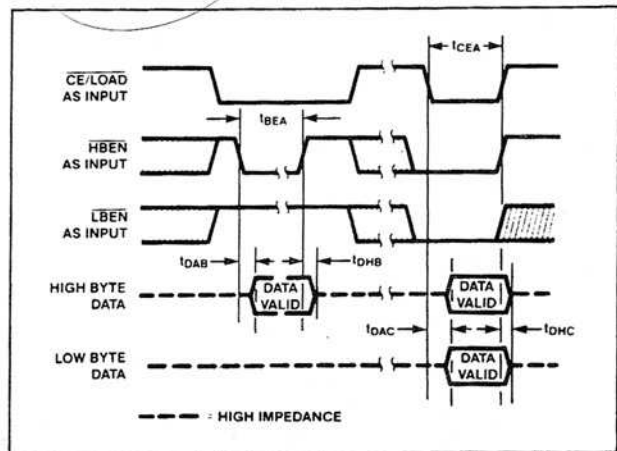 tCEA
CE/LOAD
AS INPUT
tBEA
HBEN
AS INPUT
LBEN
AS INPUT
tDAB
tDHB
HIGH BYTE
DATA
DATA
VALID
DATA
VALID
tDAC
tDHC
LOW BYTE
DATA
DATA
VALID
= HIGH IMPEDANCE